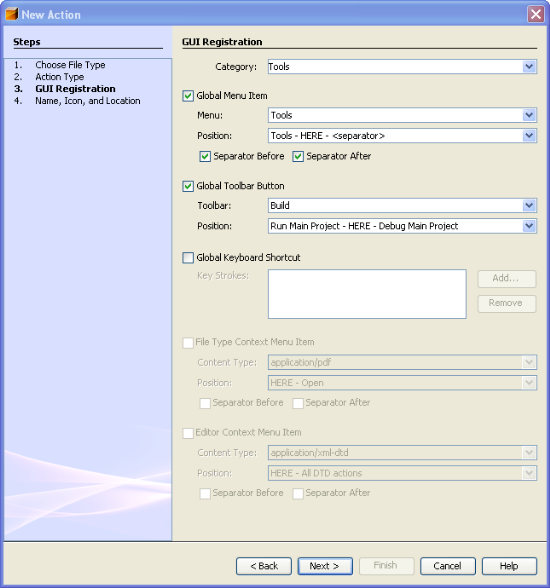 New Action
Steps
1. Choose File Type
2. Action Type
3. GUI Registration
4. Name, Icon, and Location
GUI Registration
Category: Tools
Global Menu Item
Menu: Tools
Position: Tools - HERE - <separator>
Separator Before Separator After
Global Toolbar Button
Toolbar: Build
Position: Run Main Project - HERE - Debug Main Project
Global Keyboard Shortcut
Key Strokes: Add...
Remove
File Type Context Menu Item
Content Type: application/pdf
Position: HERE - Open
Separator Before Separator After
Editor Context Menu Item
Content Type: application/xml-dtd
Position: HERE - All DTD actions
Separator Before Separator After
< Back Next > Finish Cancel Help